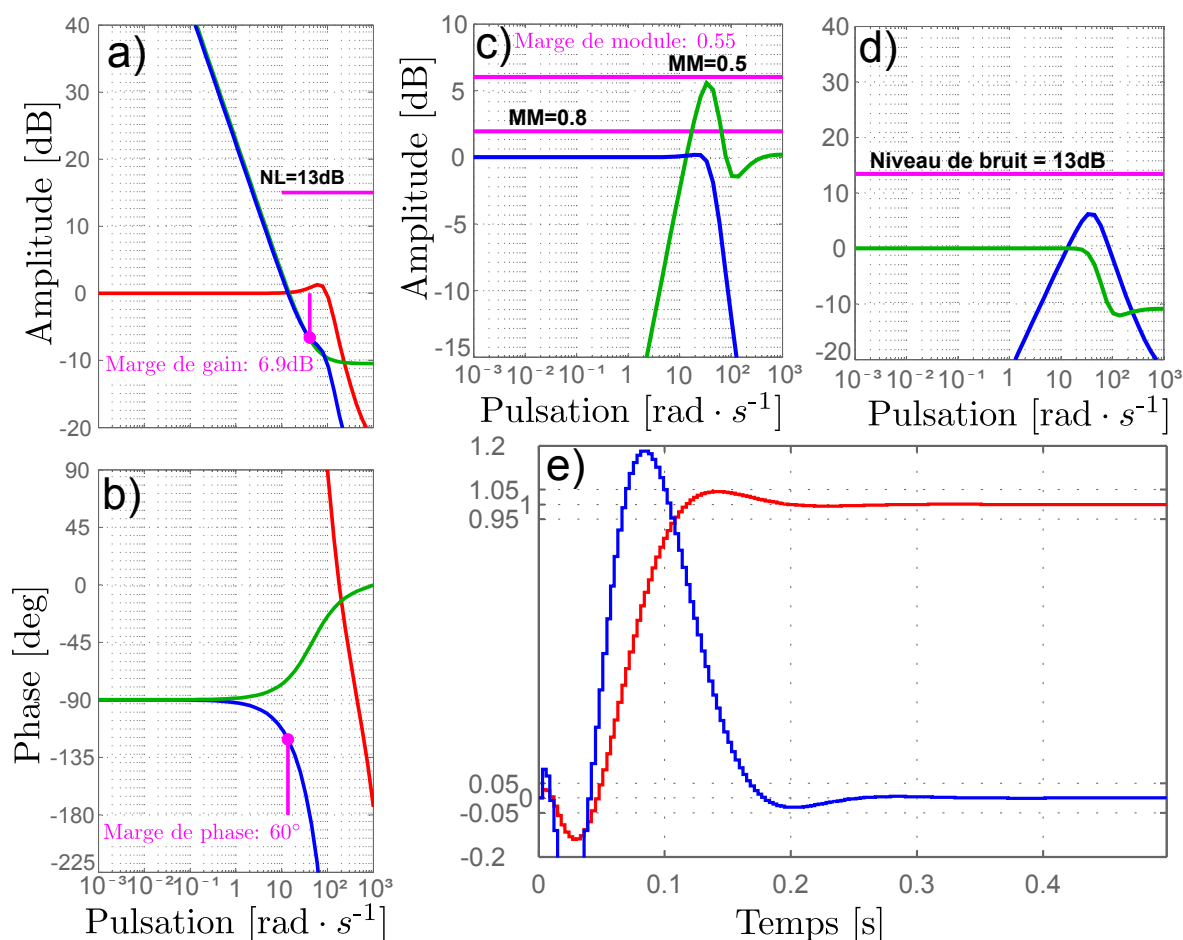 a)
40
30
20
10
0
-10
-20
Amplitude [dB]
NL=13dB
Marge de gain: 6.9dB
b)
90
45
0
-45
-90
-135
-180
-225
Phase [deg]
Marge de phase: 60°
10⁻³ 10⁻² 10⁻¹ 1 10¹ 10² 10³
Pulsation [rad · s⁻¹]
c)
10
5
0
-5
-10
-15
Amplitude [dB]
Marge de module: 0.55
MM=0.5
MM=0.8
10⁻³ 10⁻² 10⁻¹ 1 10¹ 10² 10³
Pulsation [rad · s⁻¹]
d)
40
30
20
10
0
-10
-20
Niveau de bruit = 13dB
10⁻³ 10⁻² 10⁻¹ 1 10¹ 10² 10³
Pulsation [rad · s⁻¹]
e)
1.2
1.05
1
0.95
0.05
0
-0.05
-0.2
0 0.1 0.2 0.3 0.4
Temps [s]